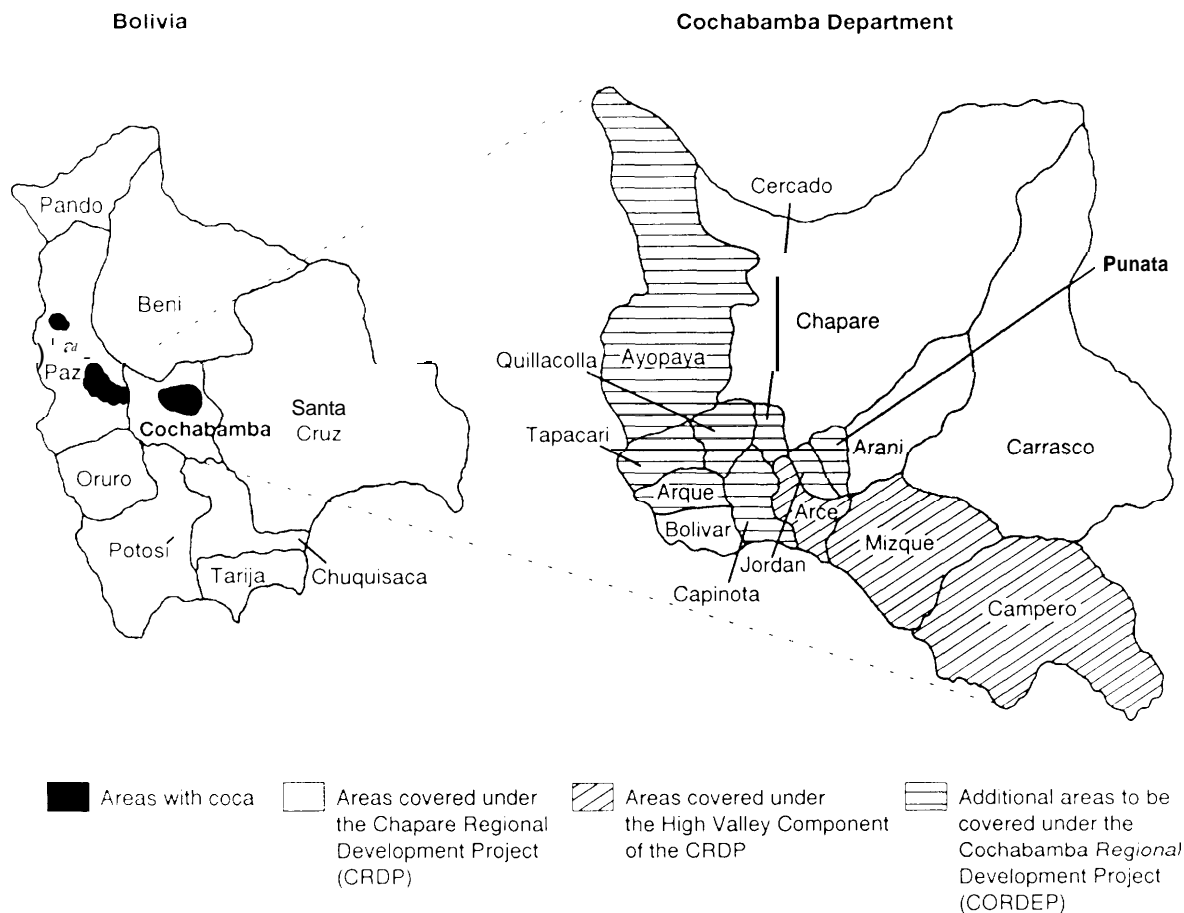 Bolivia
Cochabamba Department
Pando
Beni
Paz
Cochabamba
Santa
Cruz
Oruro
Potosí
Tarija
Chuquisaca
Cercado
Punata
Chapare
Quillacolla
Ayopaya
Tapacari
Arani
Carrasco
Arque
Arce
Bolivar
Mizque
Jordan
Capinota
Campero
Areas with coca
Areas covered under
the Chapare Regional
Development Project
(CRDP)
Areas covered under
the High Valley Component
of the CRDP
Additional areas to be
covered under the
Cochabamba Regional
Development Project
(CORDEP)